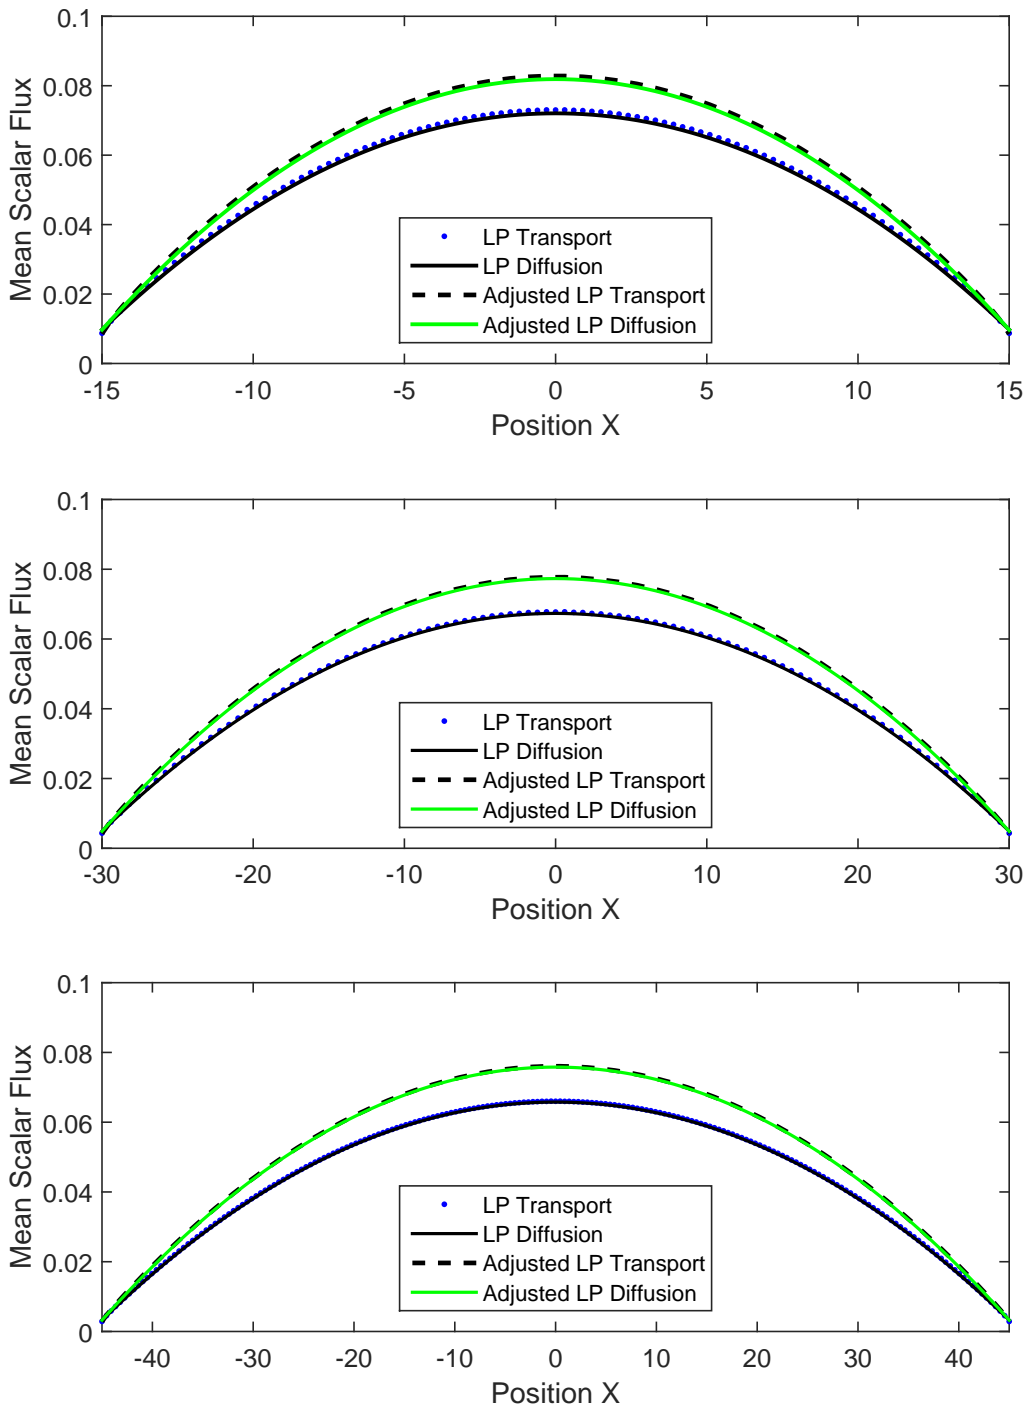 0.1
0.08
0.06
0.04
0.02
0
Mean Scalar Flux
LP Transport
LP Diffusion
Adjusted LP Transport
Adjusted LP Diffusion
-15 -10 -5 0 5 10 15
Position X
0.1
0.08
0.06
0.04
0.02
0
Mean Scalar Flux
LP Transport
LP Diffusion
Adjusted LP Transport
Adjusted LP Diffusion
-30 -20 -10 0 10 20 30
Position X
0.1
0.08
0.06
0.04
0.02
0
Mean Scalar Flux
LP Transport
LP Diffusion
Adjusted LP Transport
Adjusted LP Diffusion
-40 -30 -20 -10 0 10 20 30 40
Position X